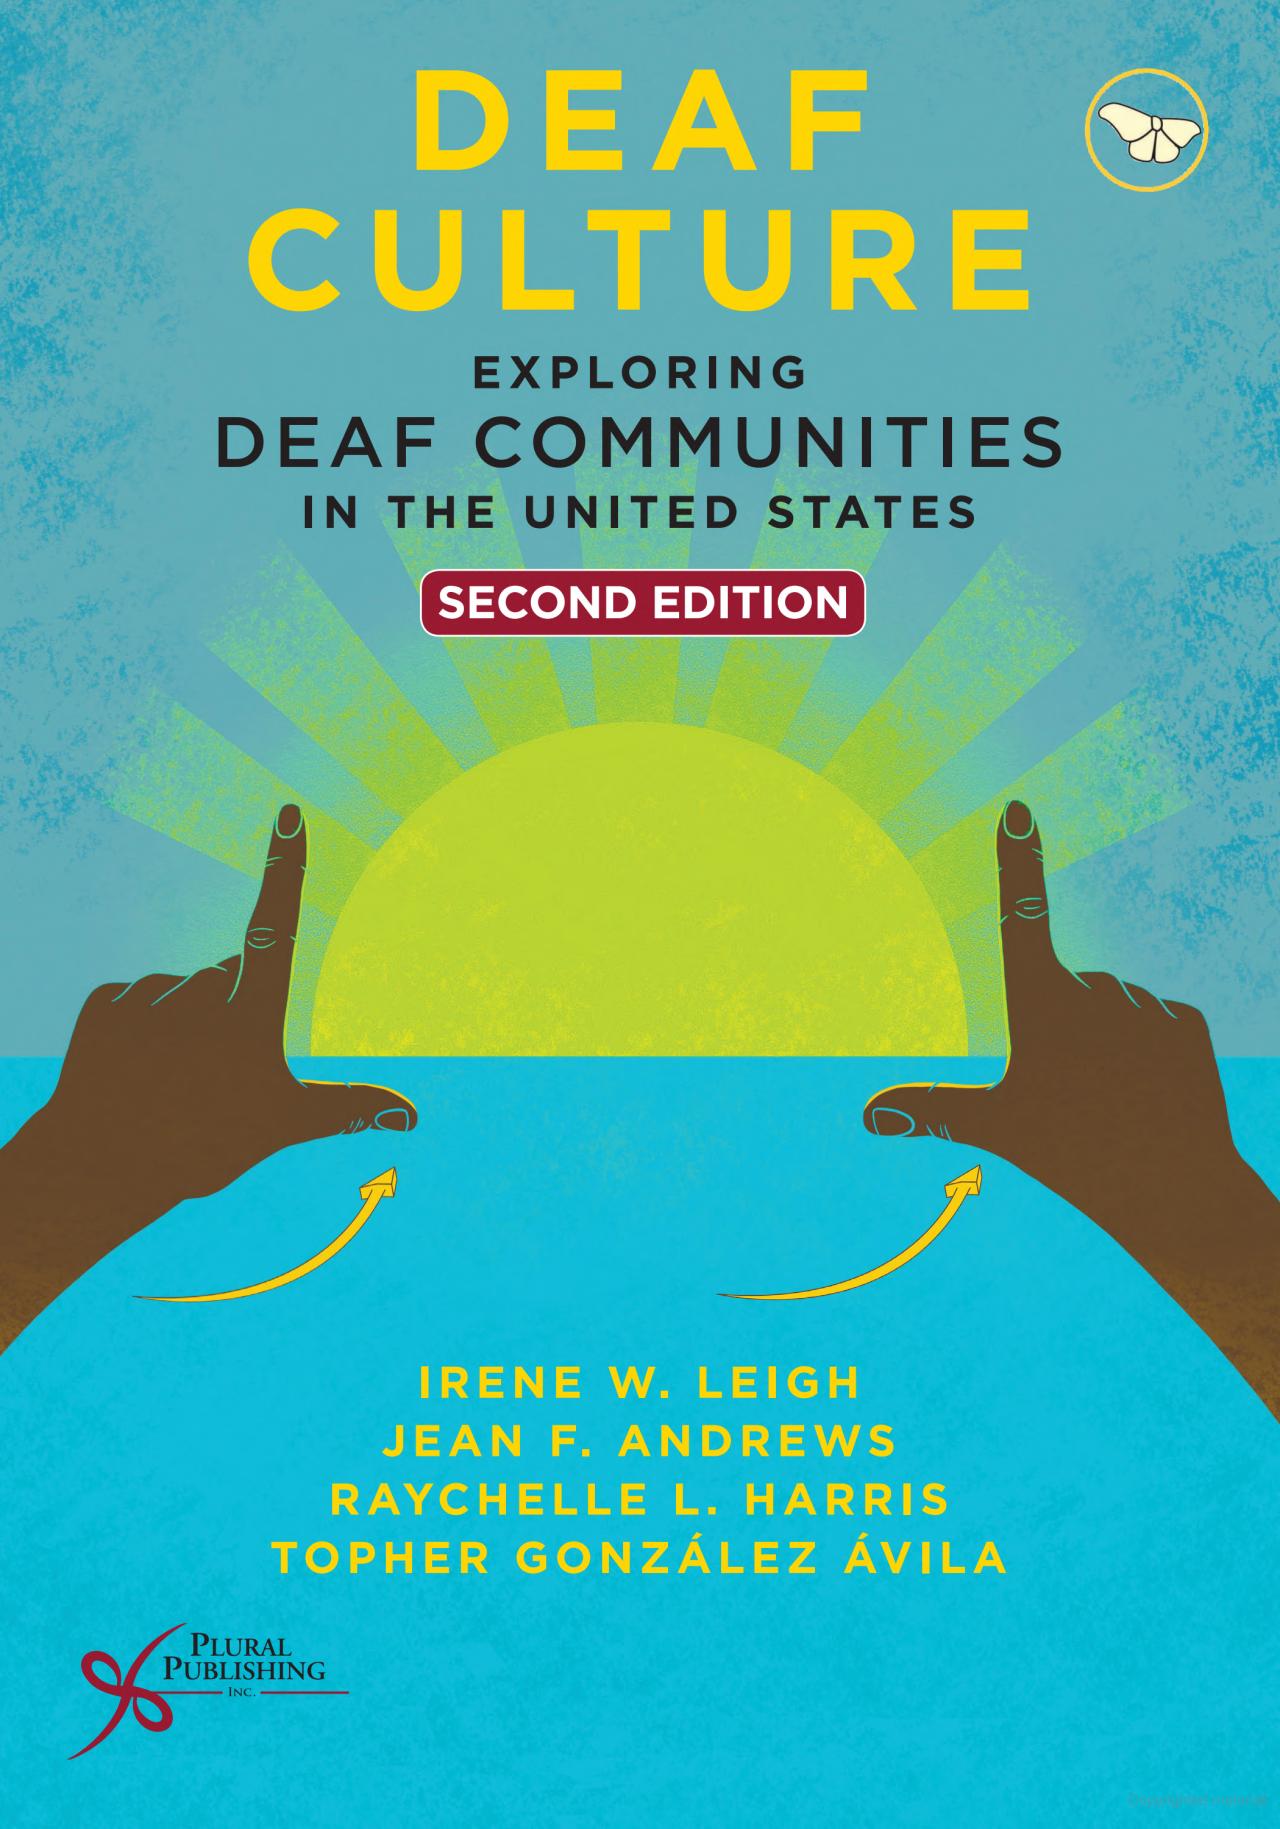 DEAF
CULTURE
EXPLORING
DEAF COMMUNITIES
IN THE UNITED STATES
SECOND EDITION
IRENE W. LEIGH
JEAN F. ANDREWS
RAYCHELLE L. HARRIS
TOPHER GONZÁLEZ ÁVILA
PLURAL
PUBLISHING
INC.
Copyrighted material